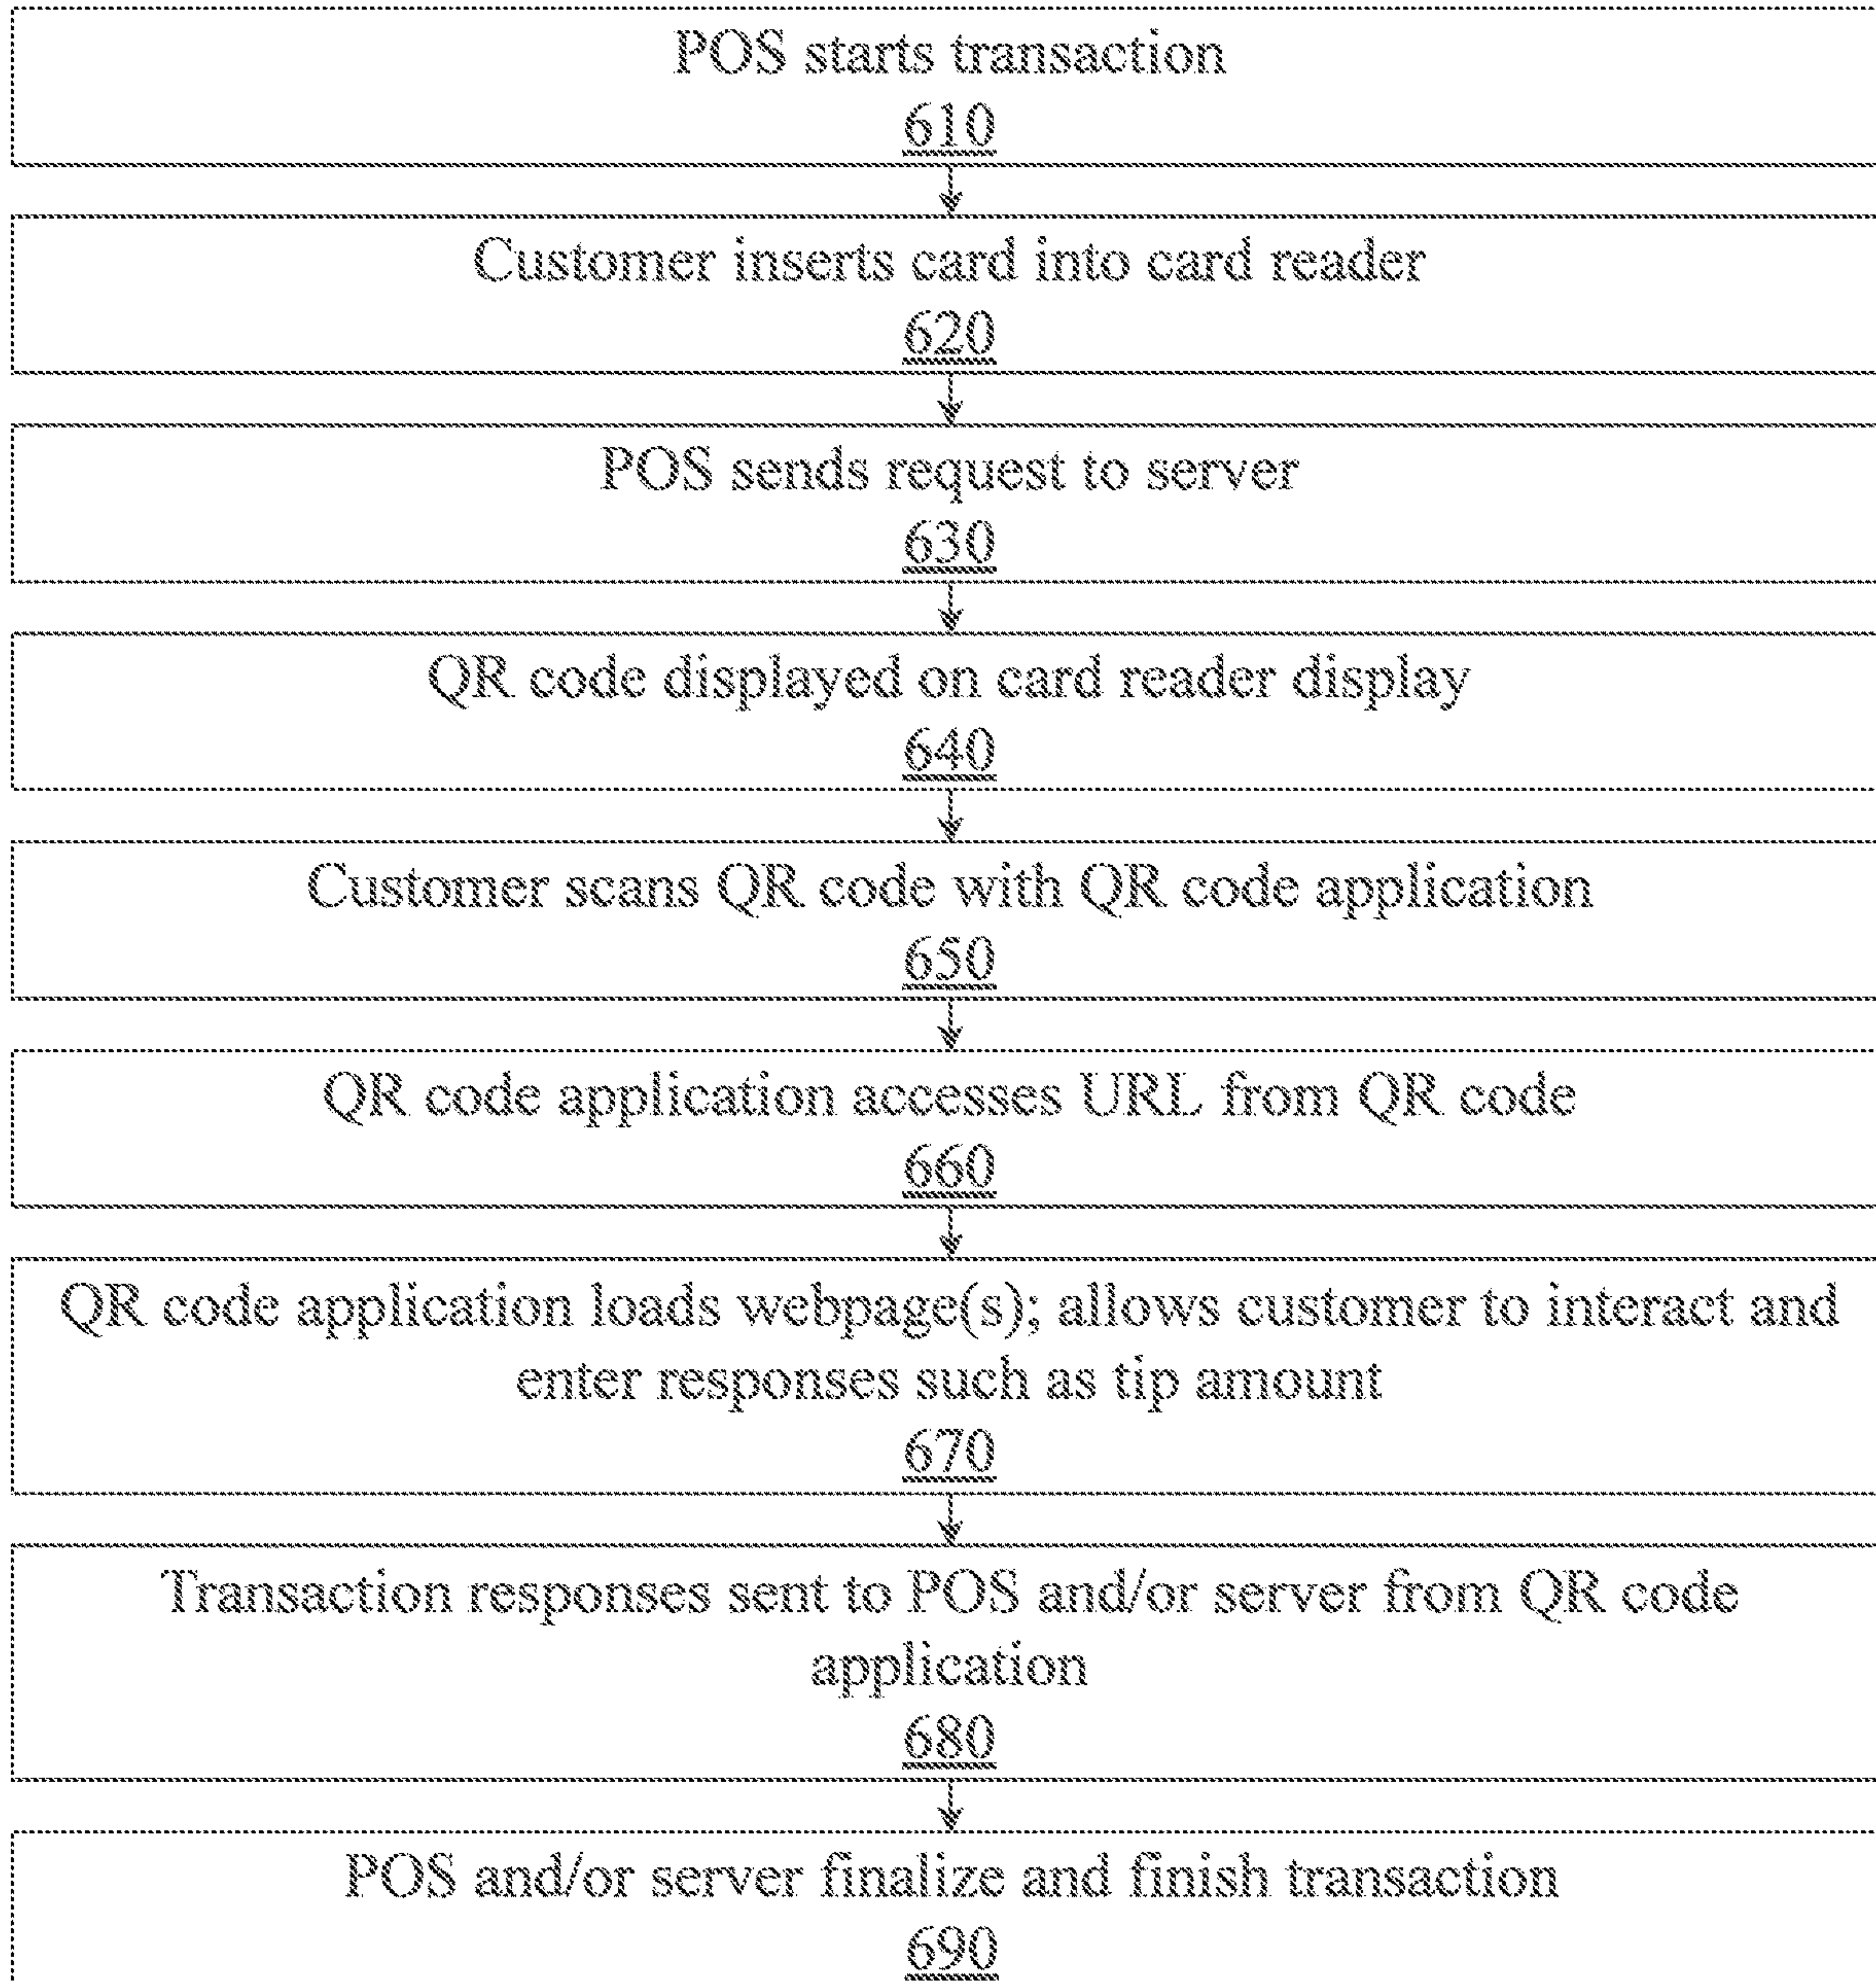 POS starts transaction
610
Customer inserts card into card reader
620
POS sends request to server
630
QR code displayed on card reader display
640
Customer scans QR code with QR code application
650
QR code application accesses URL from QR code
660
QR code application loads webpage(s); allows customer to interact and
enter responses such as tip amount
670
Transaction responses sent to POS and/or server from QR code
application
680
POS and/or server finalize and finish transaction
690